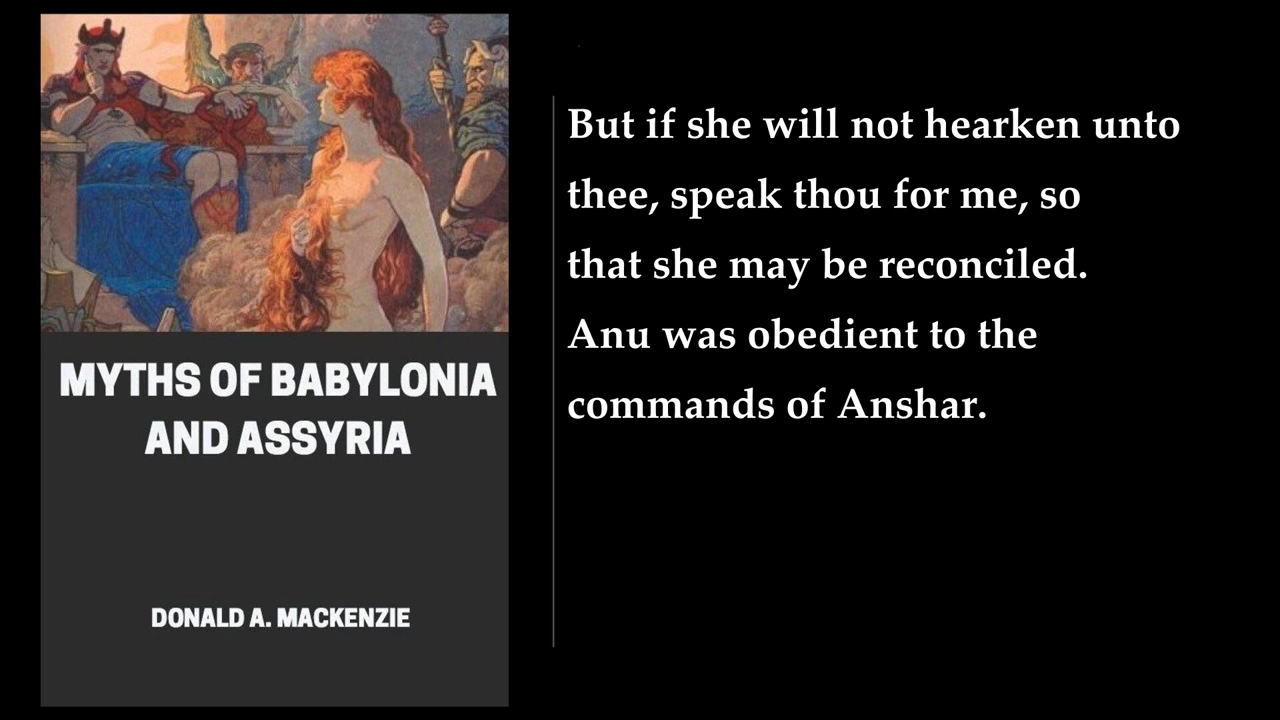 MYTHS OF BABYLONIA
AND ASSYRIA
DONALD A. MACKENZIE
But if she will not hearken unto
thee, speak thou for me, so
that she may be reconciled.
Anu was obedient to the
commands of Anshar.